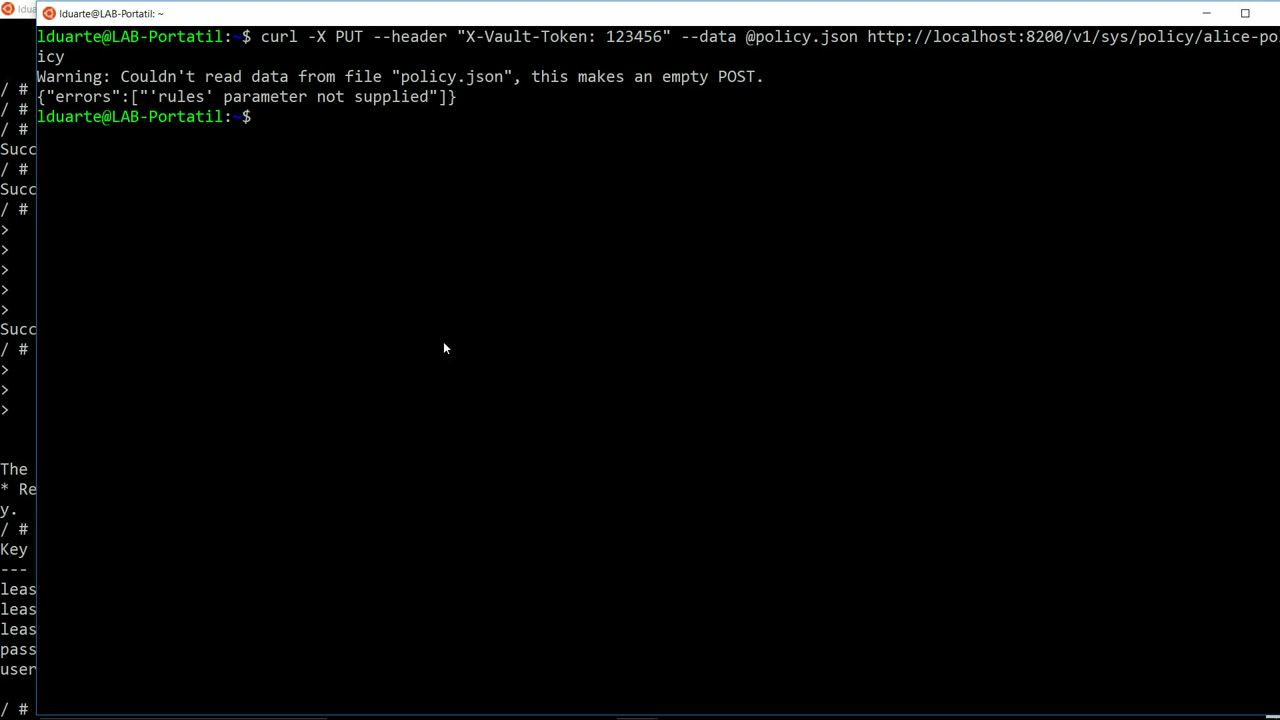 ldua
lduarte@LAB-Portatil: ~
lduarte@LAB-Portatil:~$ curl -X PUT --header "X-Vault-Token: 123456" --data @policy.json http://localhost:8200/v1/sys/policy/alice-po
icy
Warning: Couldn't read data from file "policy.json", this makes an empty POST.
{"errors":["'rules' parameter not supplied"]}
lduarte@LAB-Portatil:~$
/ #
/ #
/ #
Succ
/ #
Succ
/ #
>
>
>
>
>
Succ
/ #
>
>
>
The
* Re
y.
/ #
Key
---
leas
leas
leas
pass
user
/ #